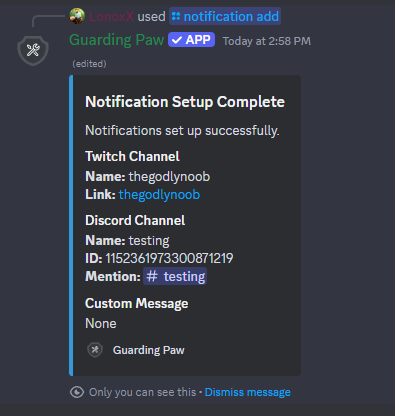 LonoxX used notification add
Guarding Paw ✓ APP Today at 2:58 PM
(edited)
Notification Setup Complete
Notifications set up successfully.
Twitch Channel
Name: thegodlynoob
Link: thegodlynoob
Discord Channel
Name: testing
ID: 1152361973300871219
Mention: # testing
Custom Message
None
Guarding Paw
Only you can see this • Dismiss message